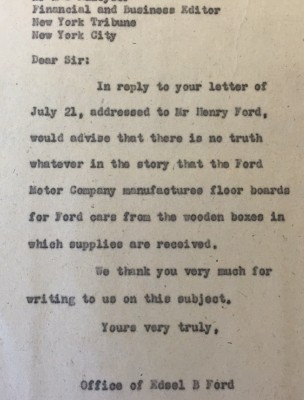 Financial and Business Editor
New York Tribune
New York City
Dear Sir:
In reply to your letter of
July 21, addressed to Mr Henry Ford,
would advise that there is no truth
whatever in the story that the Ford
Motor Company manufactures floor boards
for Ford cars from the wooden boxes in
which supplies are received.
We thank you very much for
writing to us on this subject.
Yours very truly,
Office of Edsel B Ford